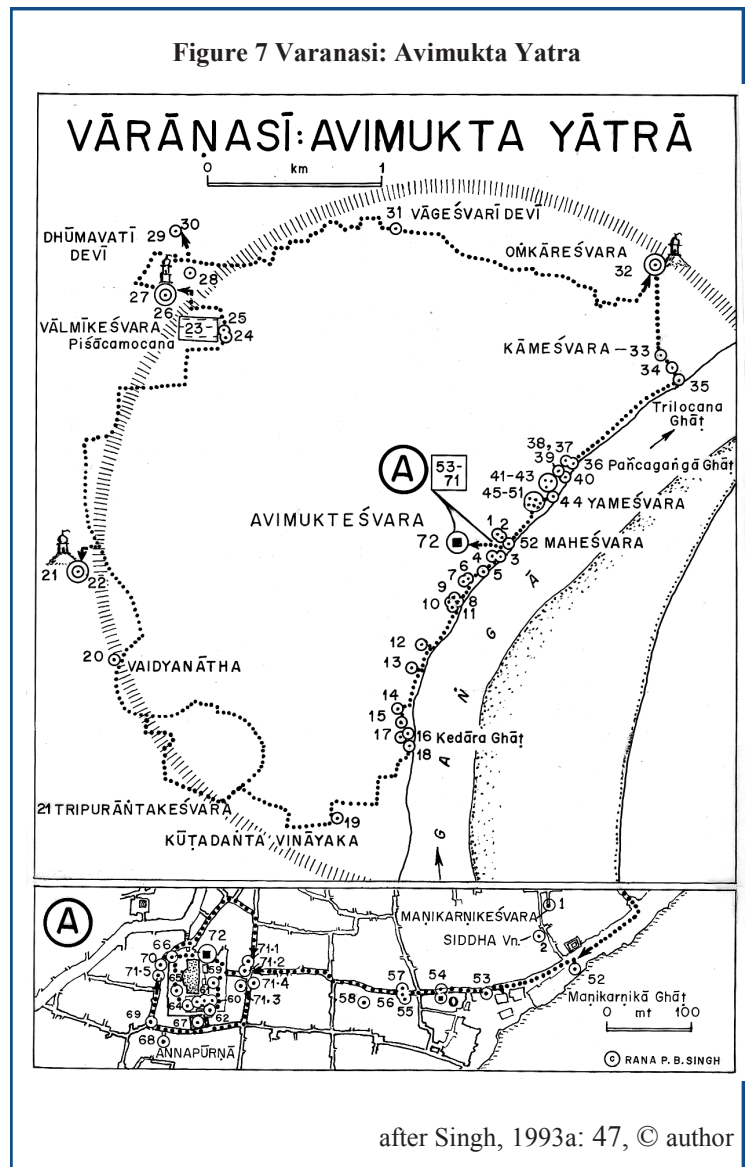 Figure 7 Varanasi: Avimukta Yatra
VĀRĀṆASĪ: AVIMUKTA YĀTRĀ
0 km 1
31 VĀGEŚVARĪ DEVĪ
30
29
DHŪMAVATĪ
DEVĪ
28
OṀKĀREŚVARA
32
27
26
25
VĀLMĪKEŚVARA
-23-
24
Piśācamocana
KĀMEŚVARA – 33
34
35
Trilocana
Ghāṭ
38, 37
39
36 Pañcagaṅgā Ghāṭ
40
A
53-
71
41-43
45-51
44 YAMEŚVARA
AVIMUKTEŚVARA
72
1 2
52 MAHEŚVARA
4 3
21
22
6
7 5
9
8
10
11
12
13
20
VAIDYANĀTHA
14
15
16 Kedāra Ghāṭ
17
18
GAṄGĀ
21 TRIPURĀNTAKEŚVARA
19
KŪṬADAṄTA VINĀYAKA
A
MAṆIKARṆIKEŚVARA
1
SIDDHA Vn.
2
72
66
70
71·5
71·1
71·2
59
65
60
71·4
71·3
61
64
62
67
69
68
ANNAPŪRṆĀ
57
54
53
52
58
56
55
Maṇikarṇikā Ghāṭ
0 mt 100
© RANA P. B. SINGH
after Singh, 1993a: 47, © author